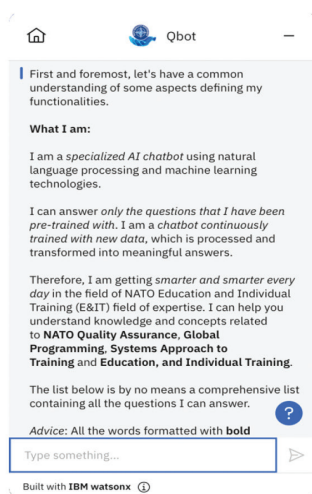 Qbot
First and foremost, let's have a common
understanding of some aspects defining my
functionalities.
What I am:
I am a specialized AI chatbot using natural
language processing and machine learning
technologies.
I can answer only the questions that I have been
pre-trained with. I am a chatbot continuously
trained with new data, which is processed and
transformed into meaningful answers.
Therefore, I am getting smarter and smarter every
day in the field of NATO Education and Individual
Training (E&IT) field of expertise. I can help you
understand knowledge and concepts related
to NATO Quality Assurance, Global
Programming, Systems Approach to
Training and Education, and Individual Training.
The list below is by no means a comprehensive list
containing all the questions I can answer.
?
Advice: All the words formatted with bold
Type something...
Built with IBM watsonx